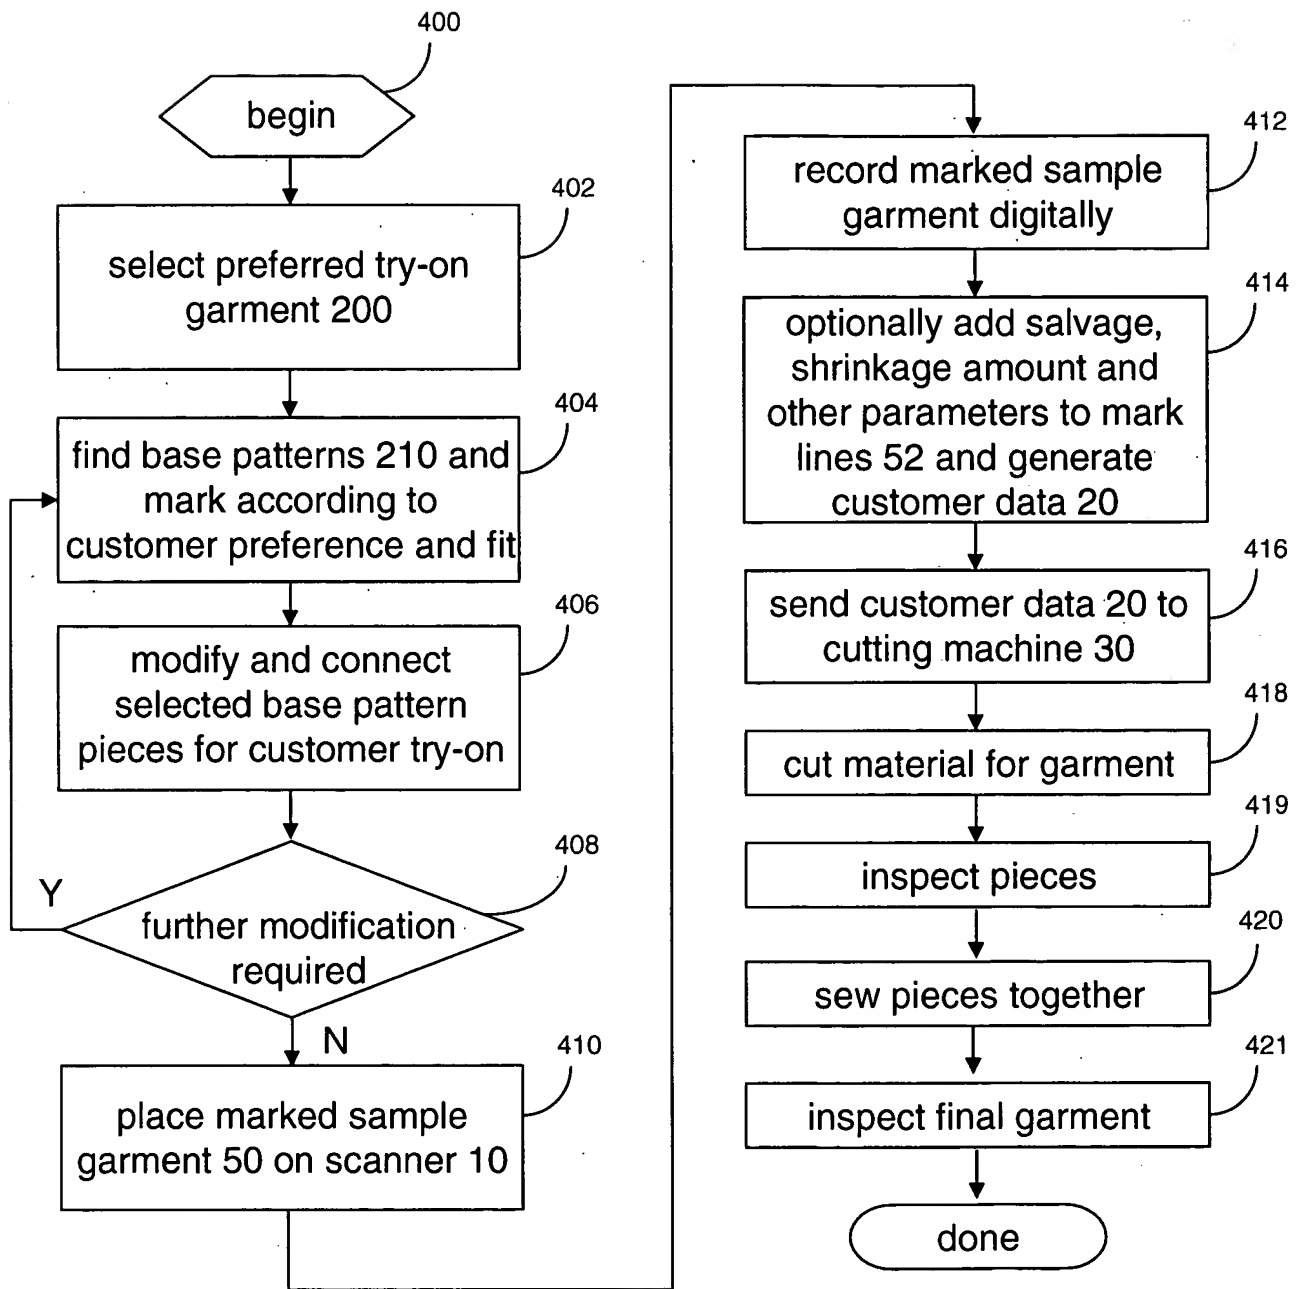 400
begin
402
select preferred try-on
garment 200
404
find base patterns 210 and
mark according to
customer preference and fit
406
modify and connect
selected base pattern
pieces for customer try-on
408
Y
further modification
required
N
410
place marked sample
garment 50 on scanner 10
412
record marked sample
garment digitally
414
optionally add salvage,
shrinkage amount and
other parameters to mark
lines 52 and generate
customer data 20
416
send customer data 20 to
cutting machine 30
418
cut material for garment
419
inspect pieces
420
sew pieces together
421
inspect final garment
done